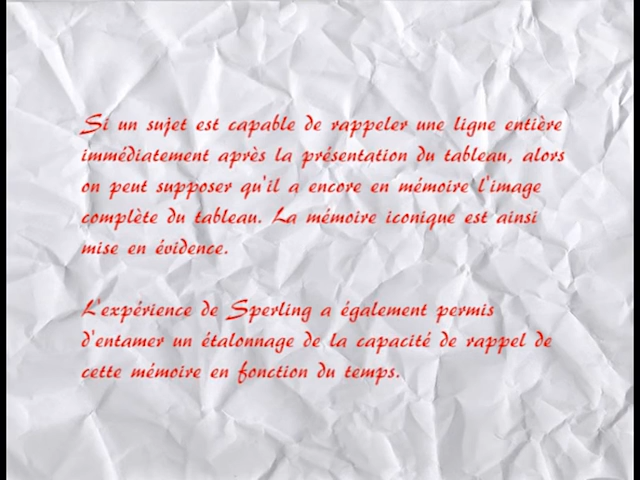 Si un sujet est capable de rappeler une ligne entière
immédiatement après la présentation du tableau, alors
on peut supposer qu'il a encore en mémoire l'image
complète du tableau. La mémoire iconique est ainsi
mise en évidence.
L'expérience de Sperling a également permis
d'entamer un étalonnage de la capacité de rappel de
cette mémoire en fonction du temps.